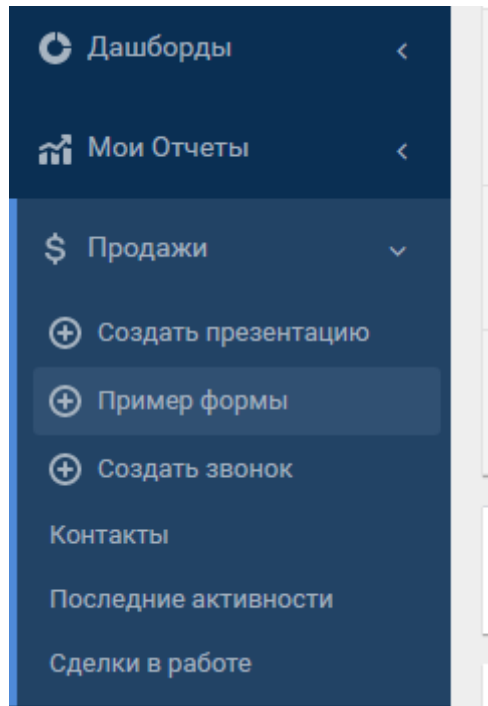 Дашборды
Мои Отчеты
Продажи
Создать презентацию
Пример формы
Создать звонок
Контакты
Последние активности
Сделки в работе